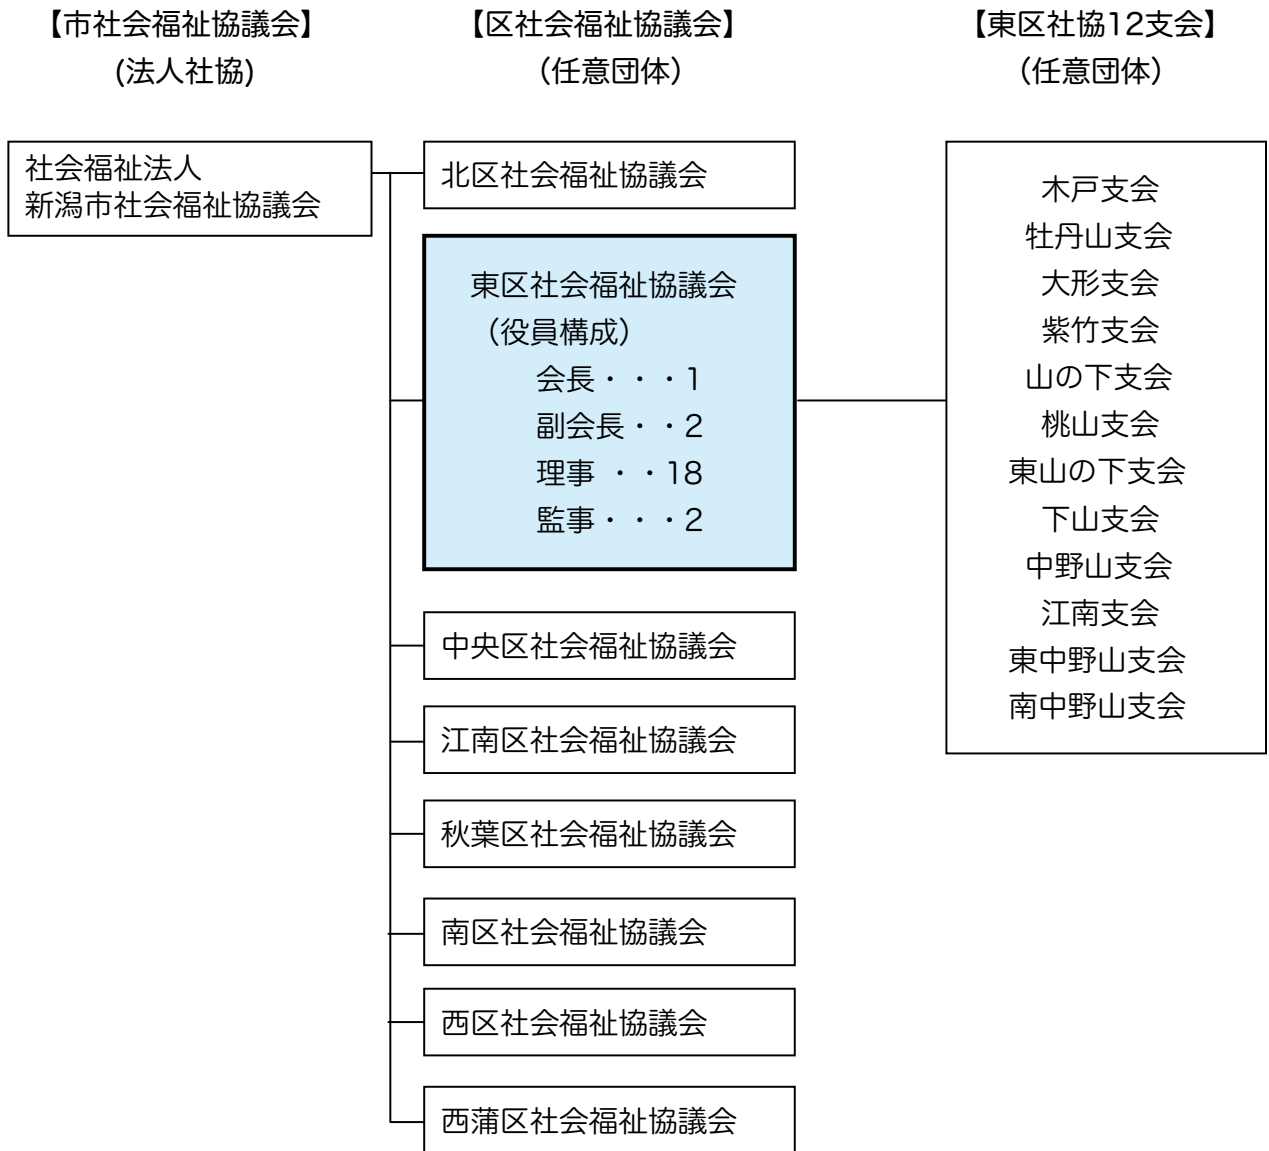 【市社会福祉協議会】
(法人社協)
【区社会福祉協議会】
（任意団体）
【東区社協12支会】
（任意団体）
社会福祉法人
新潟市社会福祉協議会
北区社会福祉協議会
東区社会福祉協議会
（役員構成）
会長・・・1
副会長・・2
理事 ・・18
監事・・・2
中央区社会福祉協議会
江南区社会福祉協議会
秋葉区社会福祉協議会
南区社会福祉協議会
西区社会福祉協議会
西蒲区社会福祉協議会
木戸支会
牡丹山支会
大形支会
紫竹支会
山の下支会
桃山支会
東山の下支会
下山支会
中野山支会
江南支会
東中野山支会
南中野山支会